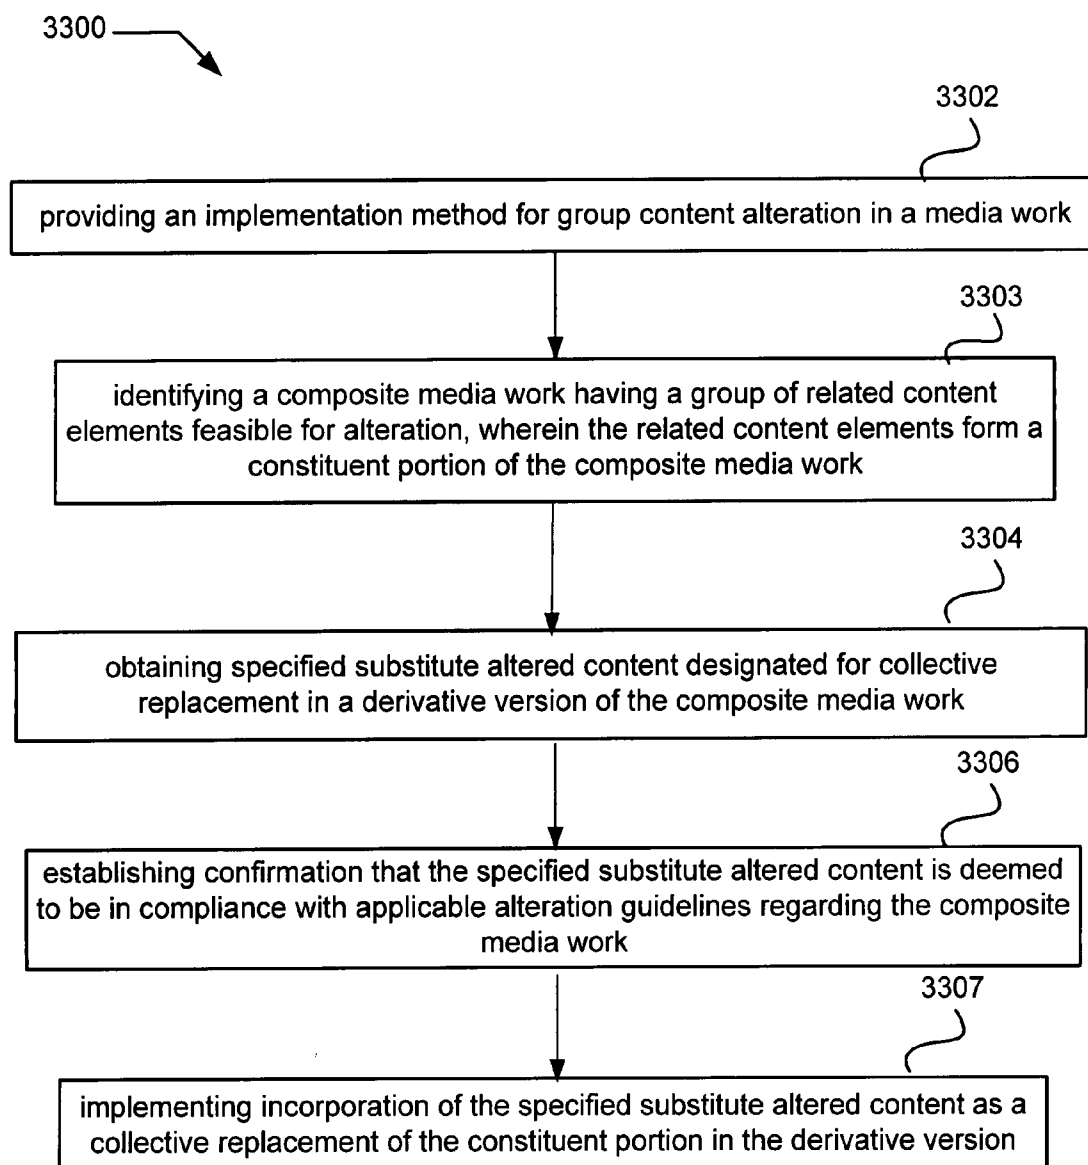 3300
3302
providing an implementation method for group content alteration in a media work
3303
identifying a composite media work having a group of related content
elements feasible for alteration, wherein the related content elements form a
constituent portion of the composite media work
3304
obtaining specified substitute altered content designated for collective
replacement in a derivative version of the composite media work
3306
establishing confirmation that the specified substitute altered content is deemed
to be in compliance with applicable alteration guidelines regarding the composite
media work
3307
implementing incorporation of the specified substitute altered content as a
collective replacement of the constituent portion in the derivative version